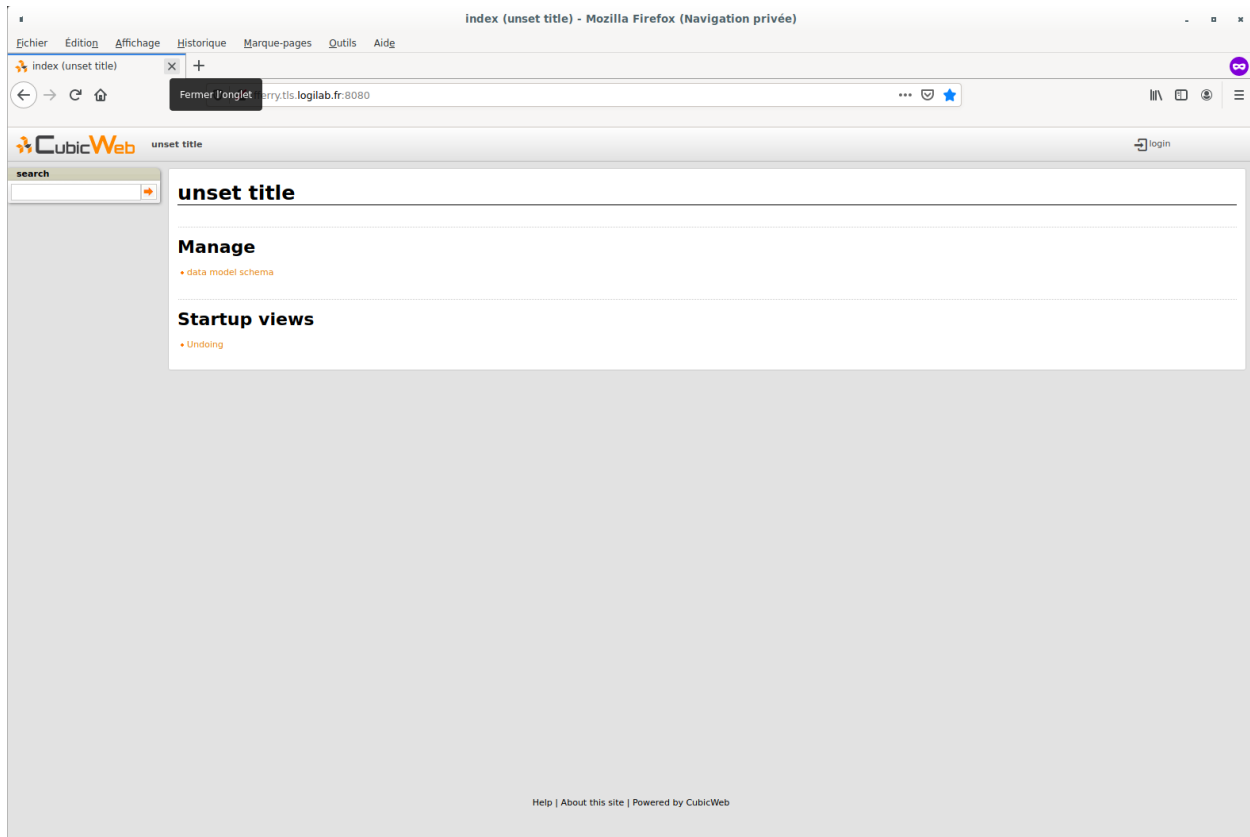 index (unset title) - Mozilla Firefox (Navigation privée)
Fichier Édition Affichage Historique Marque-pages Outils Aide
index (unset title)
Fermer l'onglet
ferry.tls.logilab.fr:8080
CubicWeb unset title login
search
unset title
Manage
data model schema
Startup views
Undoing
Help | About this site | Powered by CubicWeb